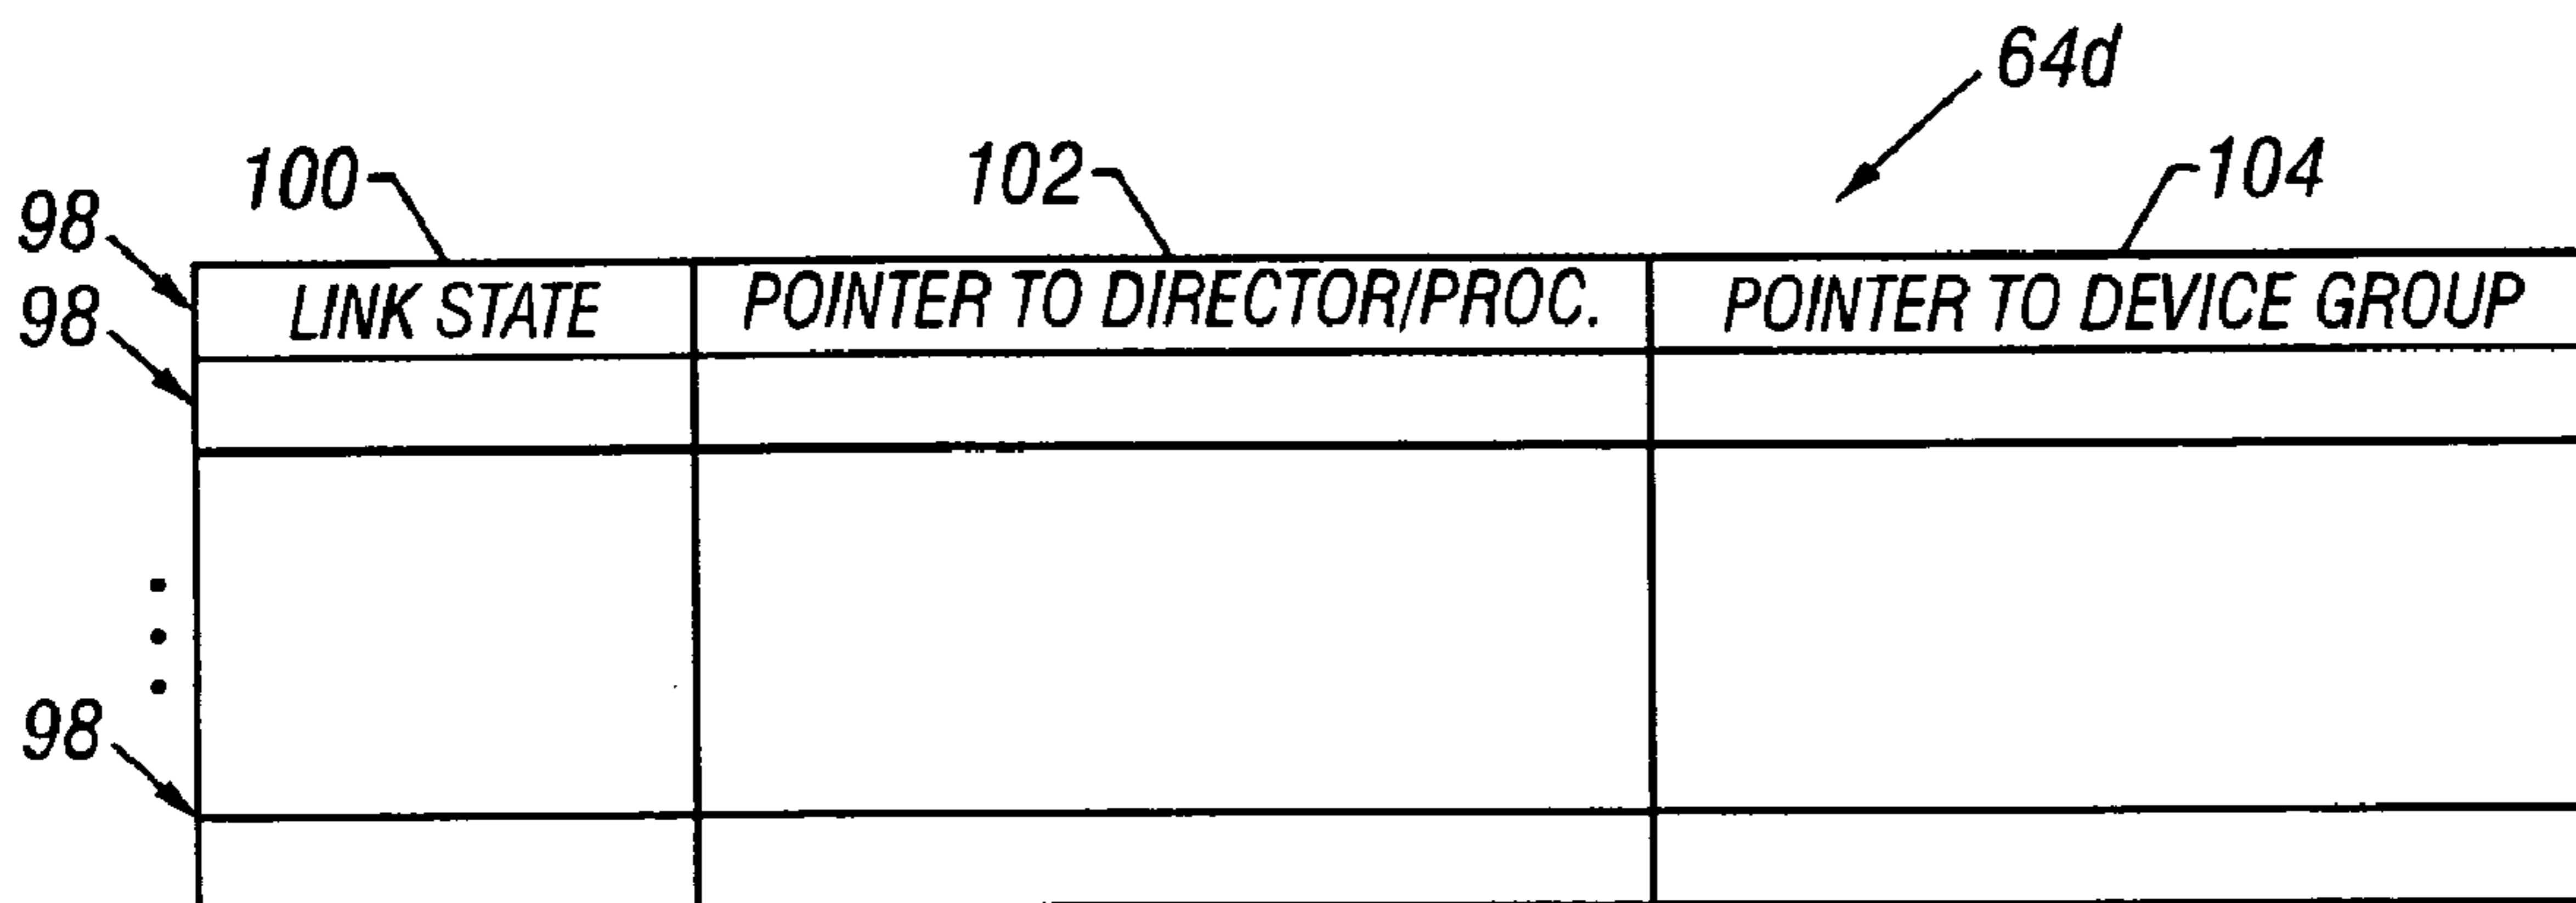 64d
100
102
104
98
LINK STATE
POINTER TO DIRECTOR/PROC.
POINTER TO DEVICE GROUP
98
98